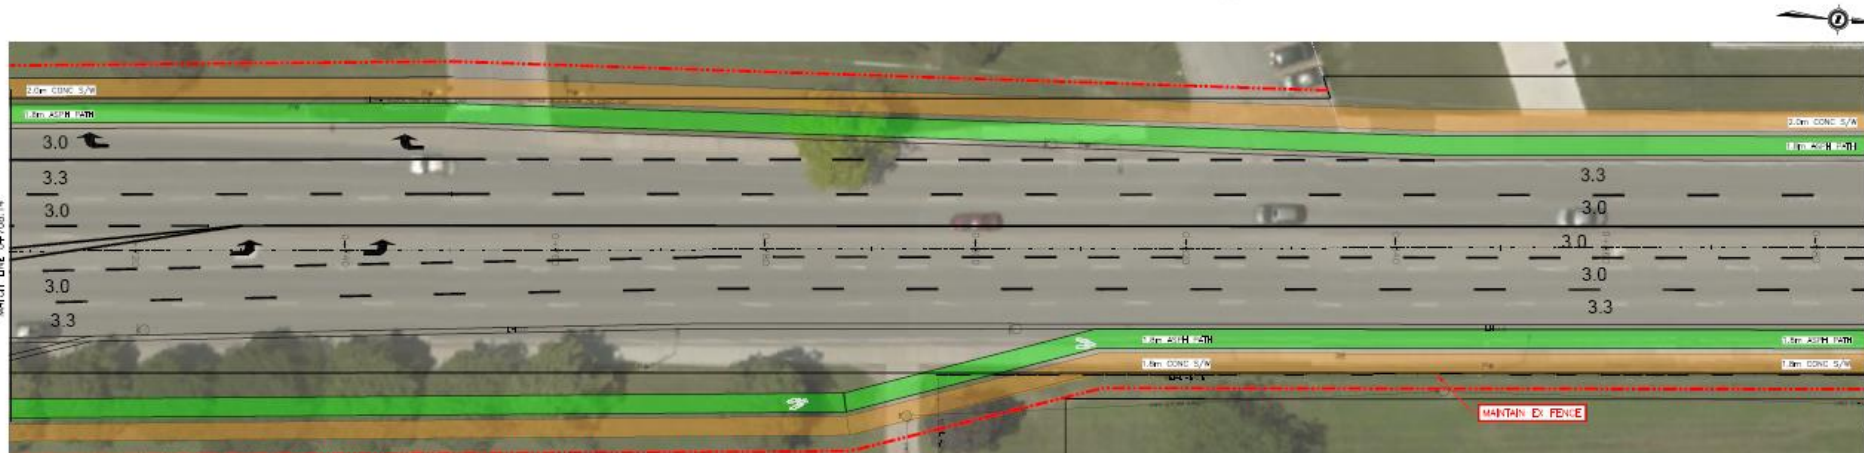 2.0m CONC S/W
1.8m ASPH PATH
3.0
3.3
3.0
3.0
3.3
2.0m CONC S/W
1.8m ASPH PATH
3.3
3.0
3.0
3.0
3.3
1.8m ASPH PATH
1.8m CONC S/W
1.8m ASPH PATH
1.8m CONC S/W
MAINTAIN EX FENCE